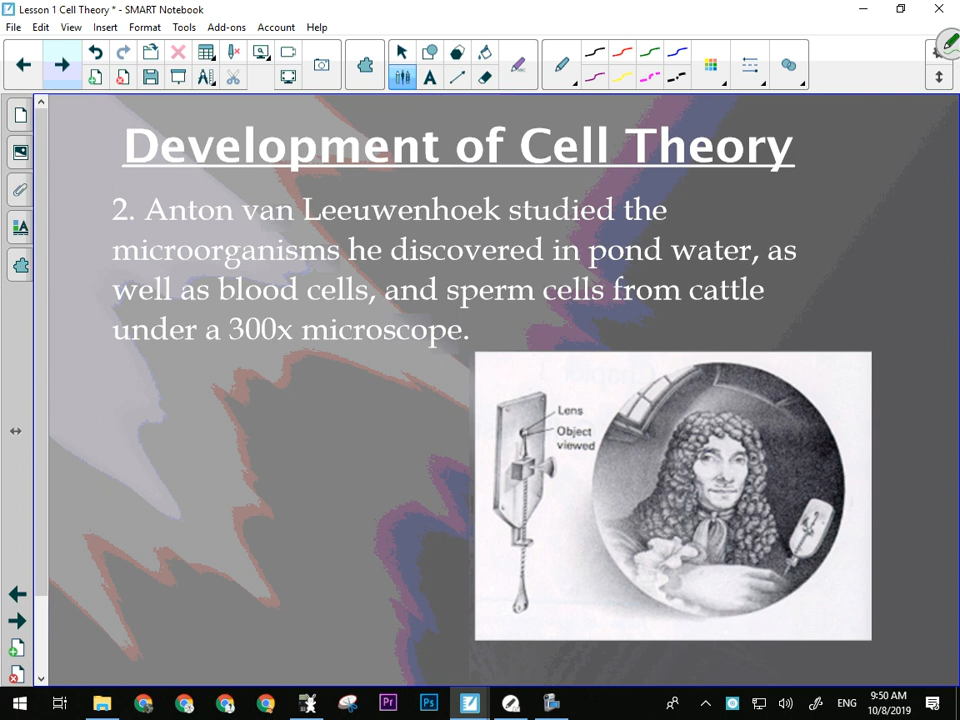 Lesson 1 Cell Theory * - SMART Notebook
File Edit View Insert Format Tools Add-ons Account Help
Development of Cell Theory
2. Anton van Leeuwenhoek studied the
microorganisms he discovered in pond water, as
well as blood cells, and sperm cells from cattle
under a 300x microscope.
Lens
Object
viewed
Pr
Ps
ENG
9:50 AM
10/8/2019